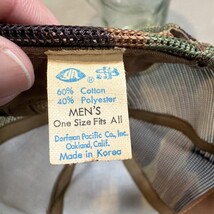 ®
60% Cotton
40% Polyester
MEN'S
One Size Fits All
Dorfman Pacific Co., Inc.
Oakland, Calif.
Made in Korea